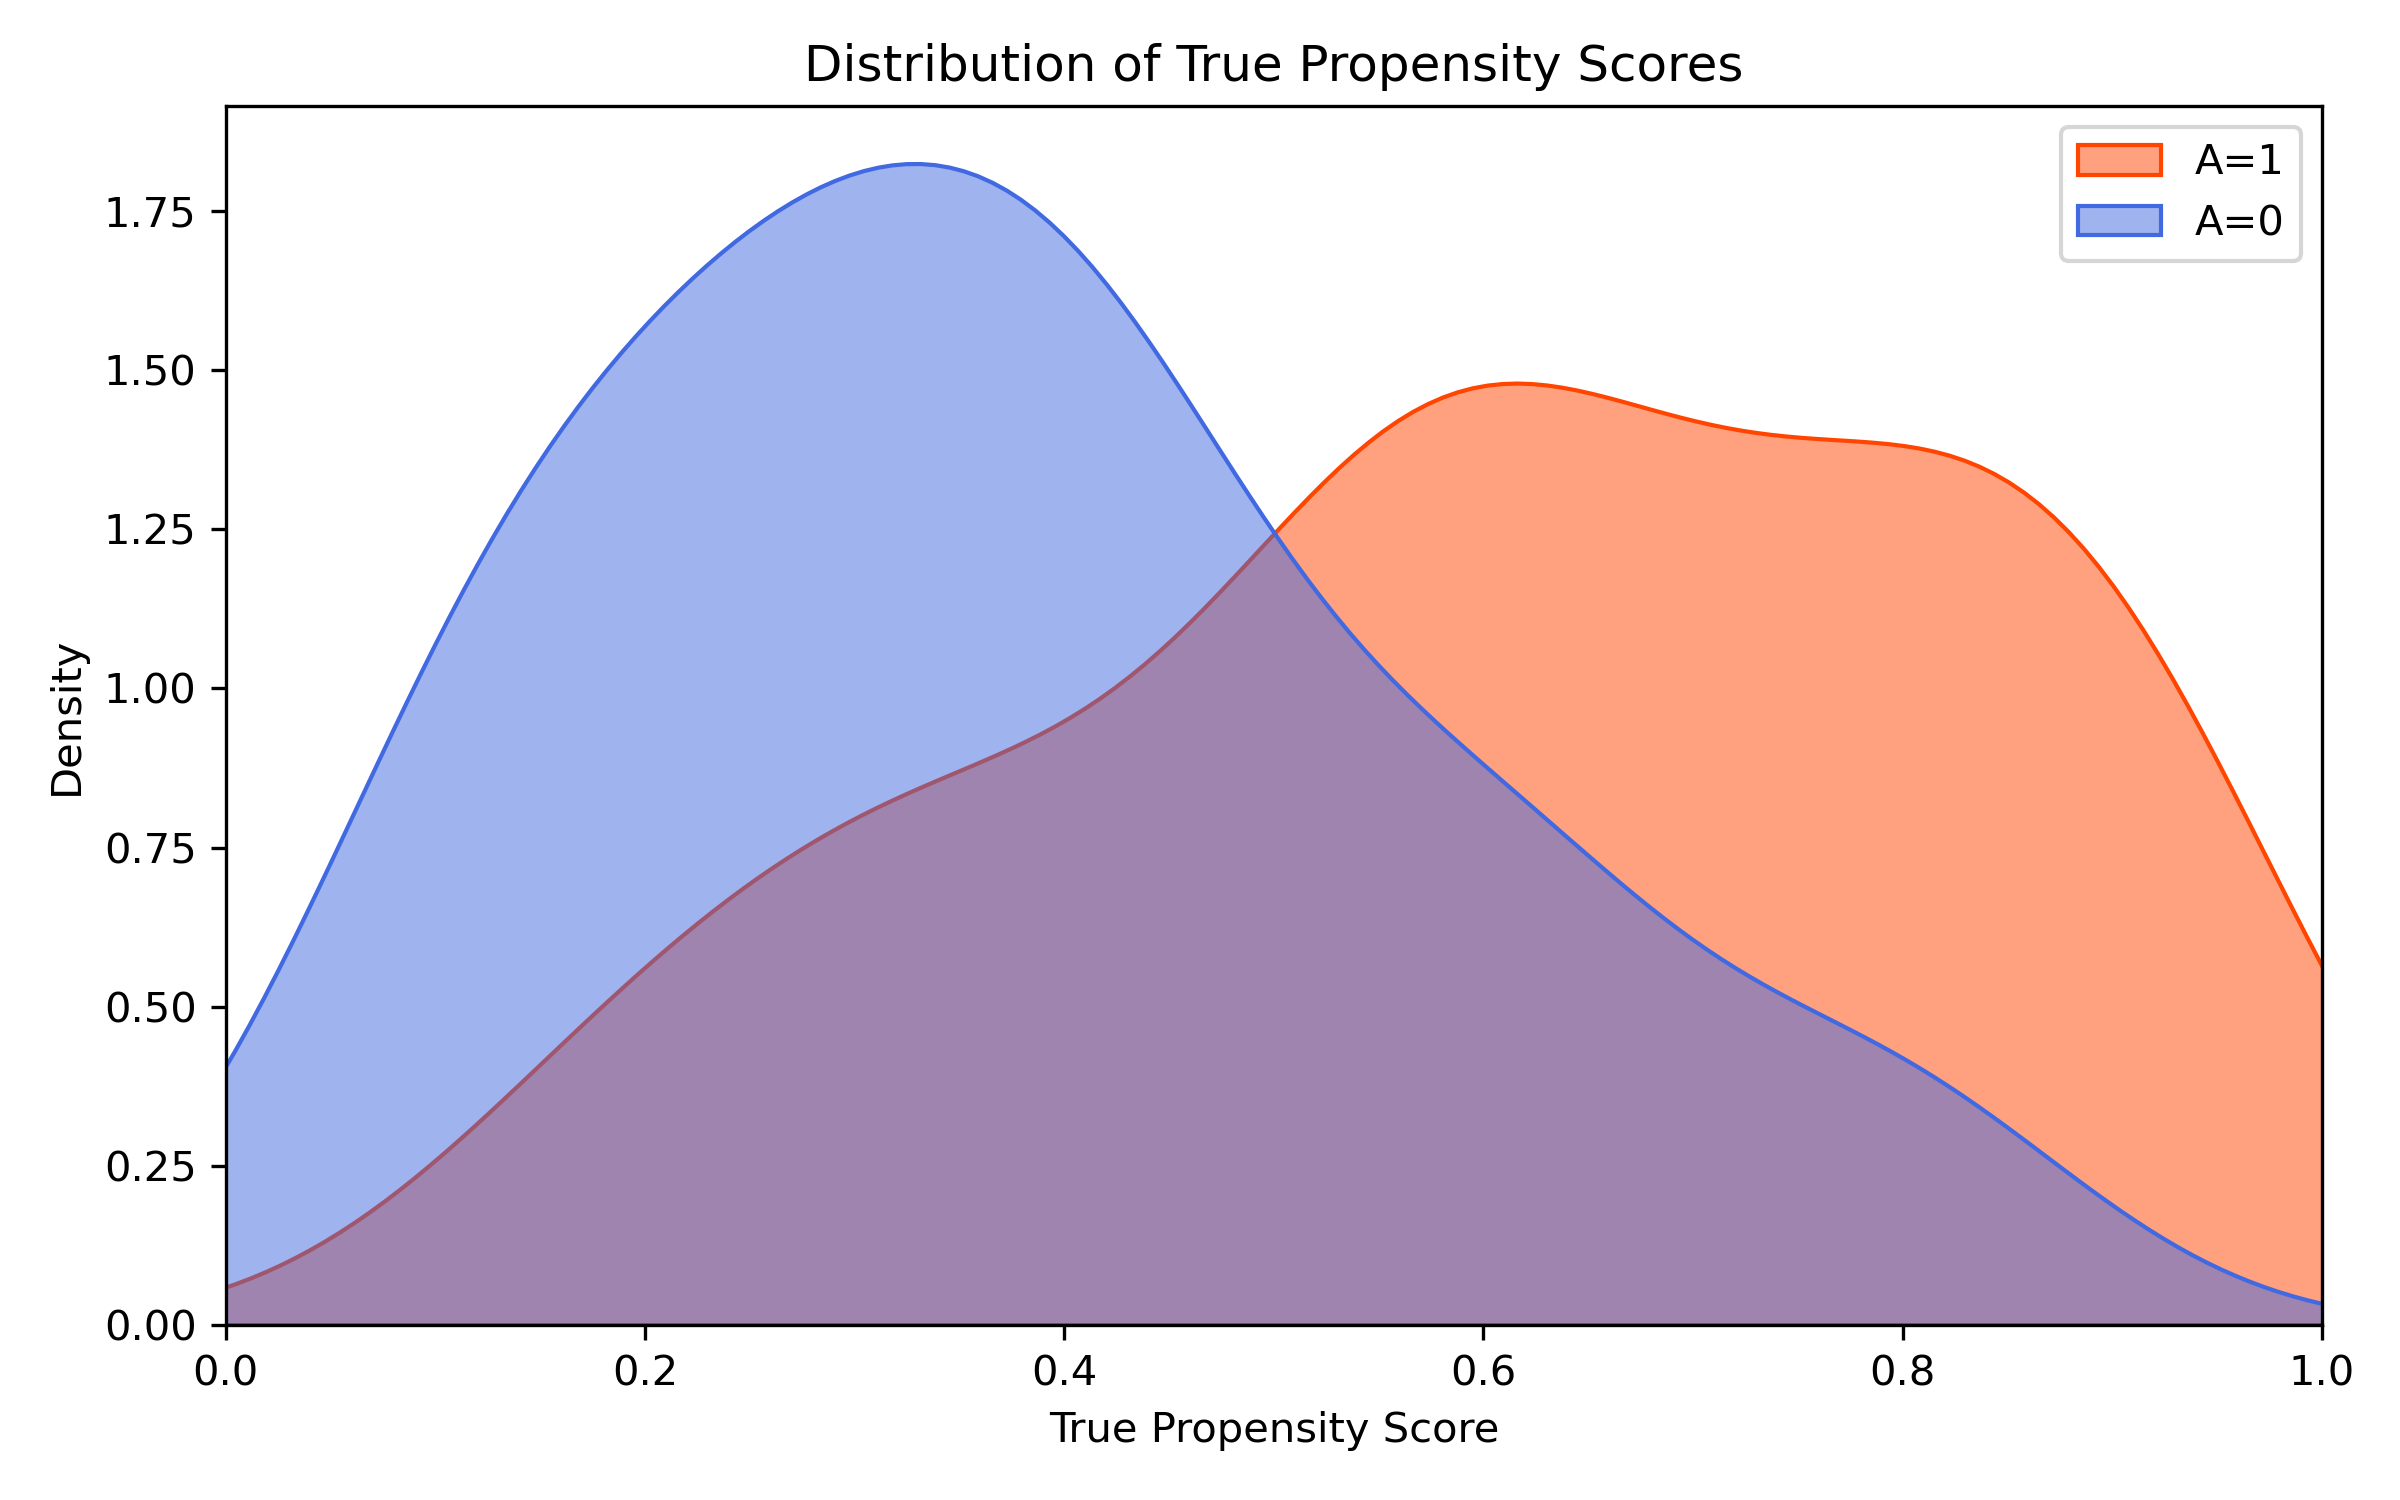 Distribution of True Propensity Scores
A=1
A=0
Density
1.75
1.50
1.25
1.00
0.75
0.50
0.25
0.00
0.0 0.2 0.4 0.6 0.8 1.0
True Propensity Score